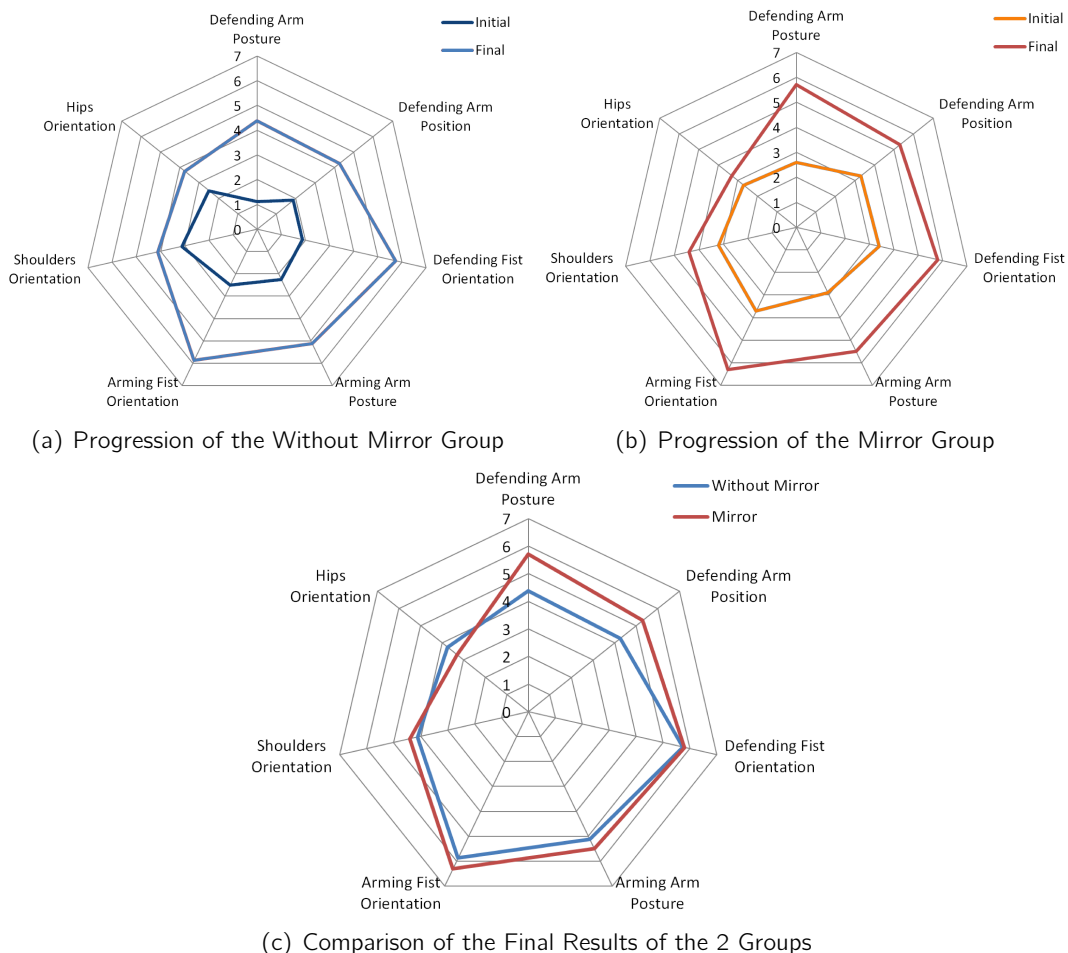 Defending Arm
Posture
Initial
Final
7
6
5
4
3
2
1
0
Defending Arm
Position
Defending Fist
Orientation
Arming Arm
Posture
Arming Fist
Orientation
Shoulders
Orientation
Hips
Orientation
(a) Progression of the Without Mirror Group
Defending Arm
Posture
Initial
Final
7
6
5
4
3
2
1
0
Defending Arm
Position
Defending Fist
Orientation
Arming Arm
Posture
Arming Fist
Orientation
Shoulders
Orientation
Hips
Orientation
(b) Progression of the Mirror Group
Defending Arm
Posture
Without Mirror
Mirror
7
6
5
4
3
2
1
0
Defending Arm
Position
Defending Fist
Orientation
Arming Arm
Posture
Arming Fist
Orientation
Shoulders
Orientation
Hips
Orientation
(c) Comparison of the Final Results of the 2 Groups